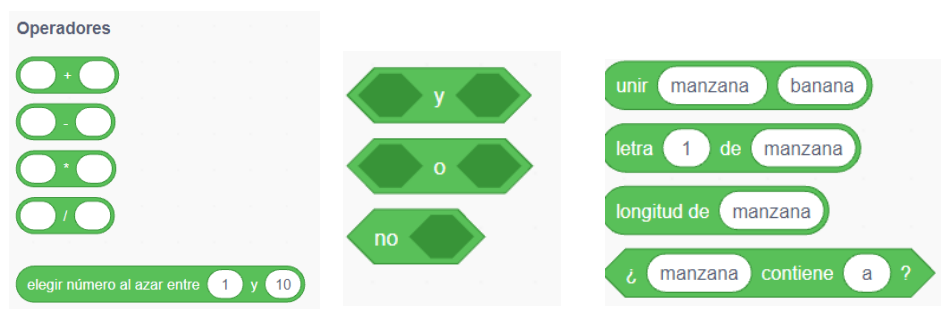 Operadores
+
-
*
/
elegir número al azar entre 1 y 10
y
o
no
unir manzana banana
letra 1 de manzana
longitud de manzana
¿ manzana contiene a ?